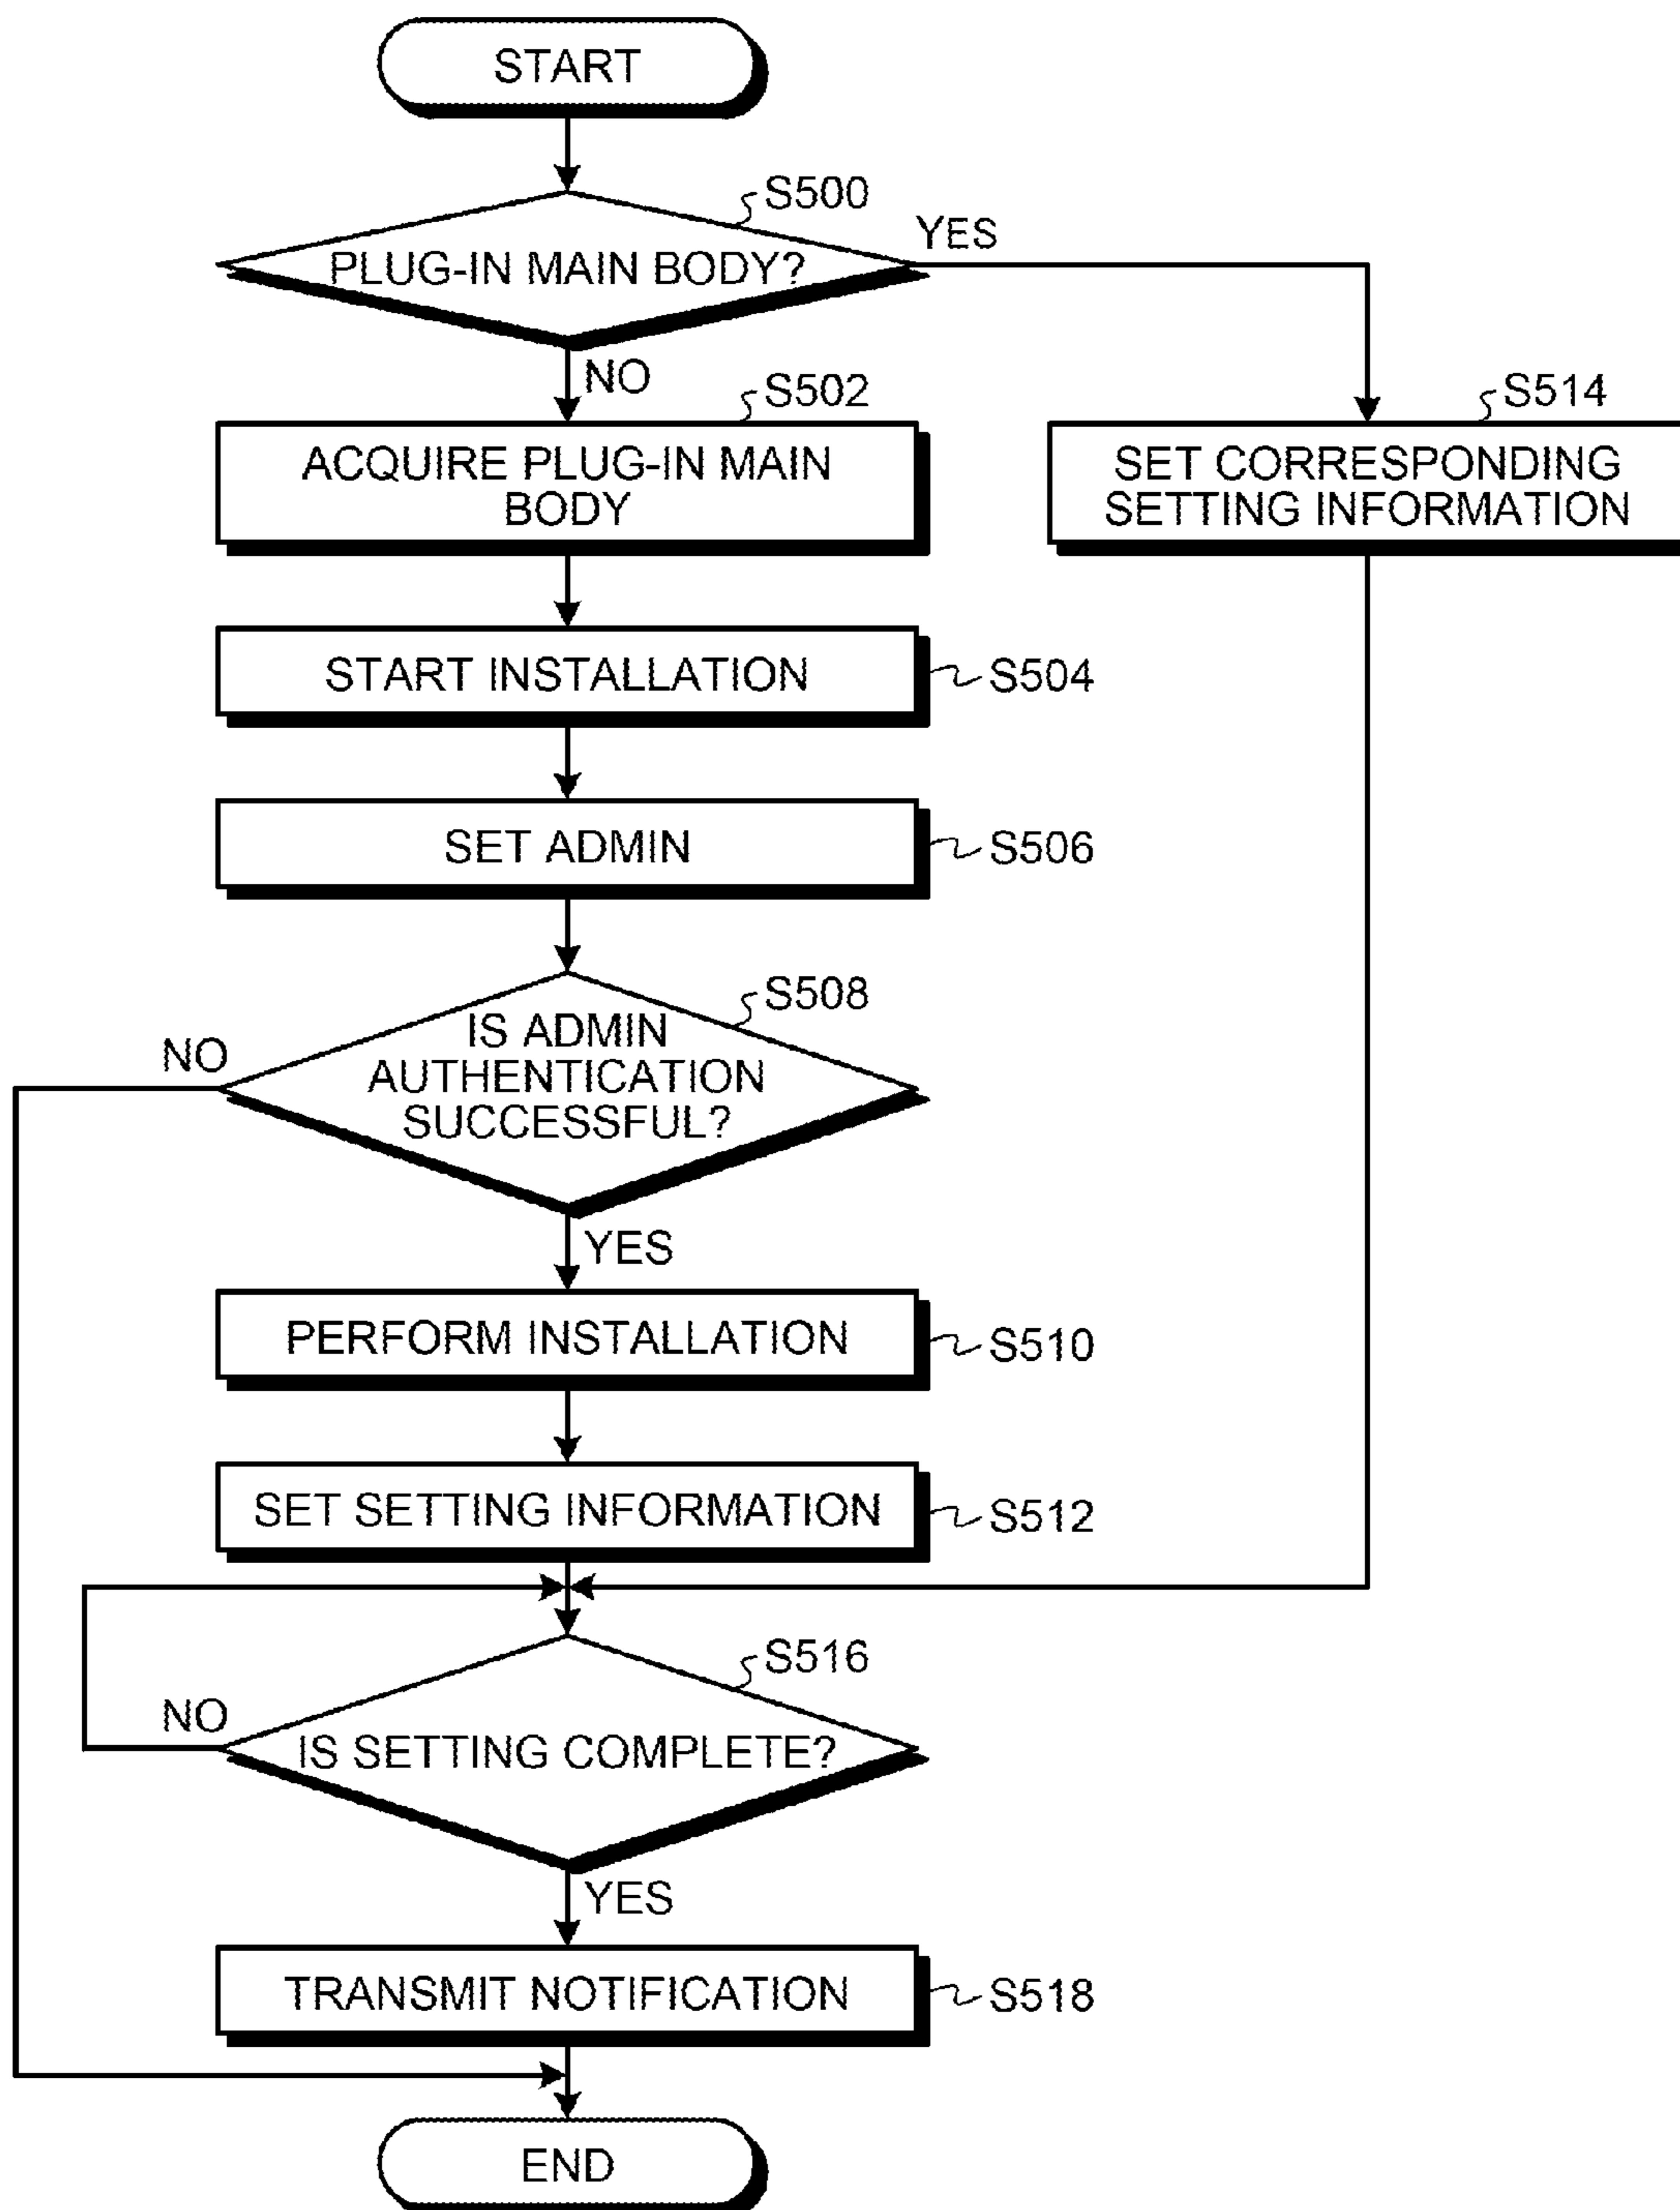 START
S500
YES
PLUG-IN MAIN BODY?
NO
S502
S514
ACQUIRE PLUG-IN MAIN
BODY
SET CORRESPONDING
SETTING INFORMATION
START INSTALLATION
S504
SET ADMIN
S506
S508
NO
IS ADMIN
AUTHENTICATION
SUCCESSFUL?
YES
PERFORM INSTALLATION
S510
SET SETTING INFORMATION
S512
S516
NO
IS SETTING COMPLETE?
YES
TRANSMIT NOTIFICATION
S518
END